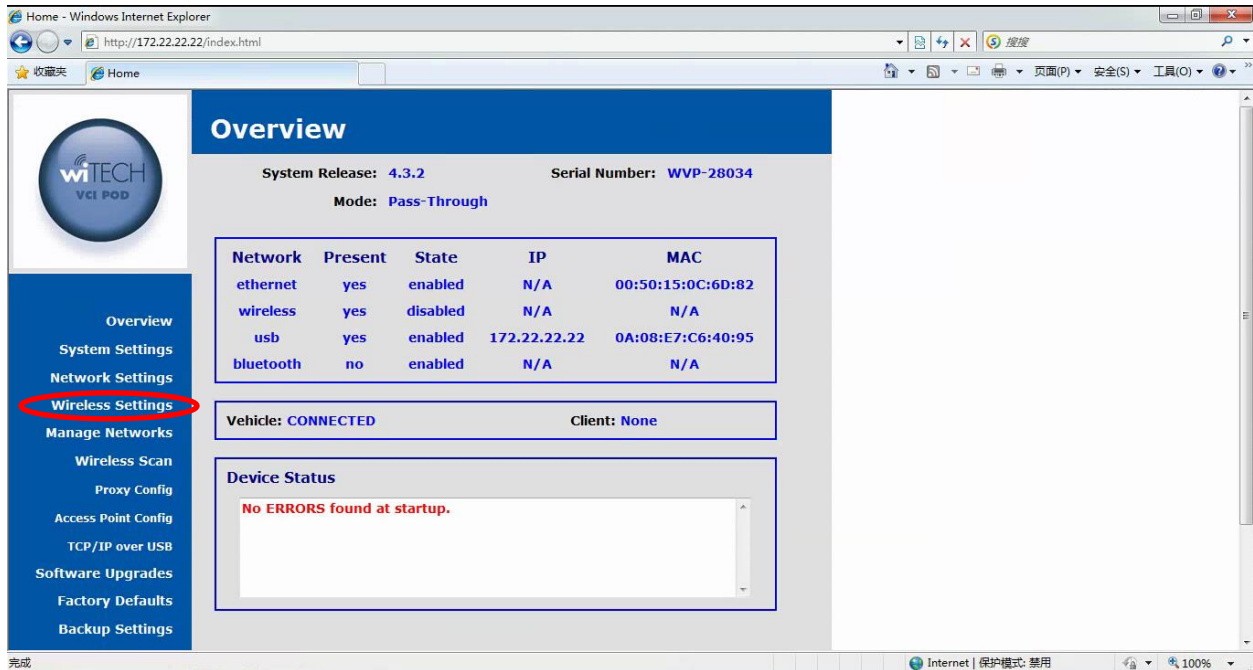 Home - Windows Internet Explorer
http://172.22.22.22/index.html
搜搜
收藏夹
Home
页面(P)
安全(S)
工具(O)
wiTECH
VCI POD
Overview
System Settings
Network Settings
Wireless Settings
Manage Networks
Wireless Scan
Proxy Config
Access Point Config
TCP/IP over USB
Software Upgrades
Factory Defaults
Backup Settings
Overview
System Release: 4.3.2 Serial Number: WVP-28034
Mode: Pass-Through
Network Present State IP MAC
ethernet yes enabled N/A 00:50:15:0C:6D:82
wireless yes disabled N/A N/A
usb yes enabled 172.22.22.22 0A:08:E7:C6:40:95
bluetooth no enabled N/A N/A
Vehicle: CONNECTED Client: None
Device Status
No ERRORS found at startup.
完成
Internet | 保护模式: 禁用
100%